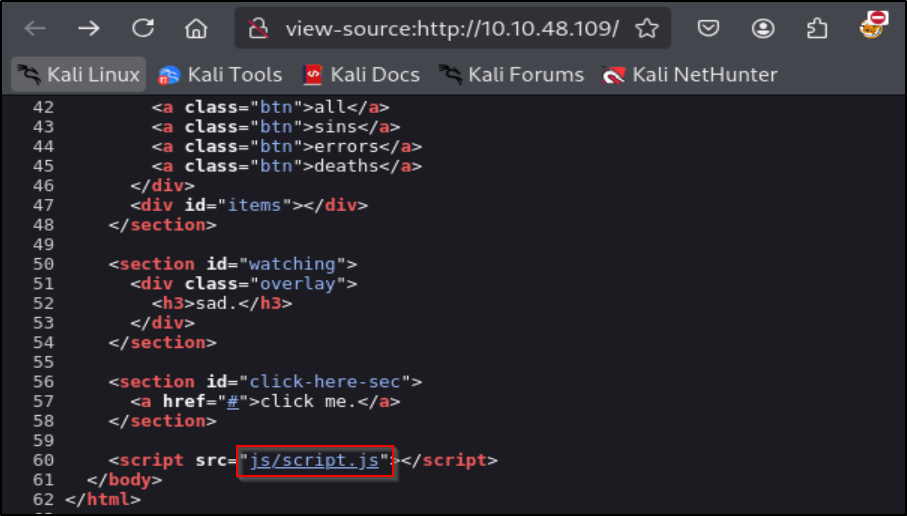 view-source:http://10.10.48.109/
Kali Linux Kali Tools Kali Docs Kali Forums Kali NetHunter
42 <a class="btn">all</a>
43 <a class="btn">sins</a>
44 <a class="btn">errors</a>
45 <a class="btn">deaths</a>
46 </div>
47 <div id="items"></div>
48 </section>
49
50 <section id="watching">
51 <div class="overlay">
52 <h3>sad.</h3>
53 </div>
54 </section>
55
56 <section id="click-here-sec">
57 <a href="#">click me.</a>
58 </section>
59
60 <script src="js/script.js"></script>
61 </body>
62 </html>